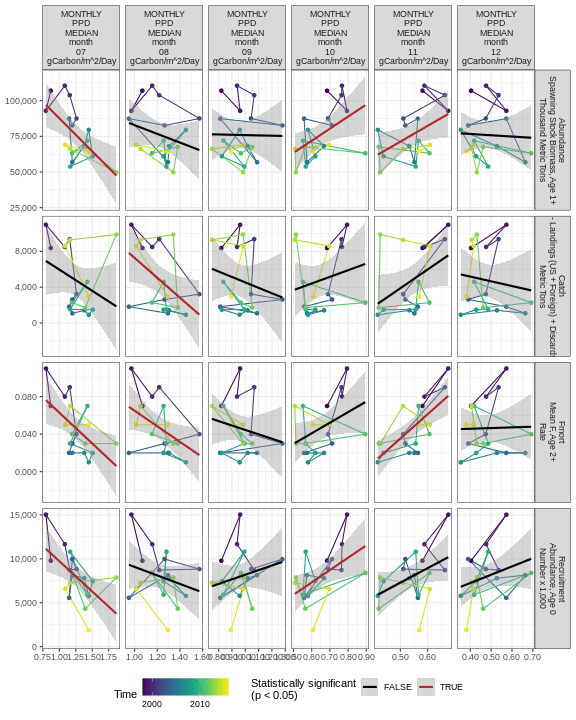 MONTHLY
PPD
MEDIAN
month
07
gCarbon/m^2/Day
MONTHLY
PPD
MEDIAN
month
08
gCarbon/m^2/Day
MONTHLY
PPD
MEDIAN
month
09
gCarbon/m^2/Day
MONTHLY
PPD
MEDIAN
month
10
gCarbon/m^2/Day
MONTHLY
PPD
MEDIAN
month
11
gCarbon/m^2/Day
MONTHLY
PPD
MEDIAN
month
12
gCarbon/m^2/Day
100,000
75,000
50,000
25,000
Abundance
Spawning Stock Biomass, Age 1+
Thousand Metric Tons
8,000
4,000
0
Catch
- Landings (US + Foreign) + Discards
Metric Tons
0.080
0.040
0.000
Fmort
Mean F, Age 2+
Rate
15,000
10,000
5,000
0
Recruitment
Abundance, Age 0
Number x 1,000
0.75 1.00 1.25 1.50 1.75
1.00 1.20 1.40 1.60
0.60 0.70 0.80 0.90
0.50 0.60
0.40 0.50 0.60 0.70
Time
2000 2010
Statistically significant
(p < 0.05)
FALSE
TRUE